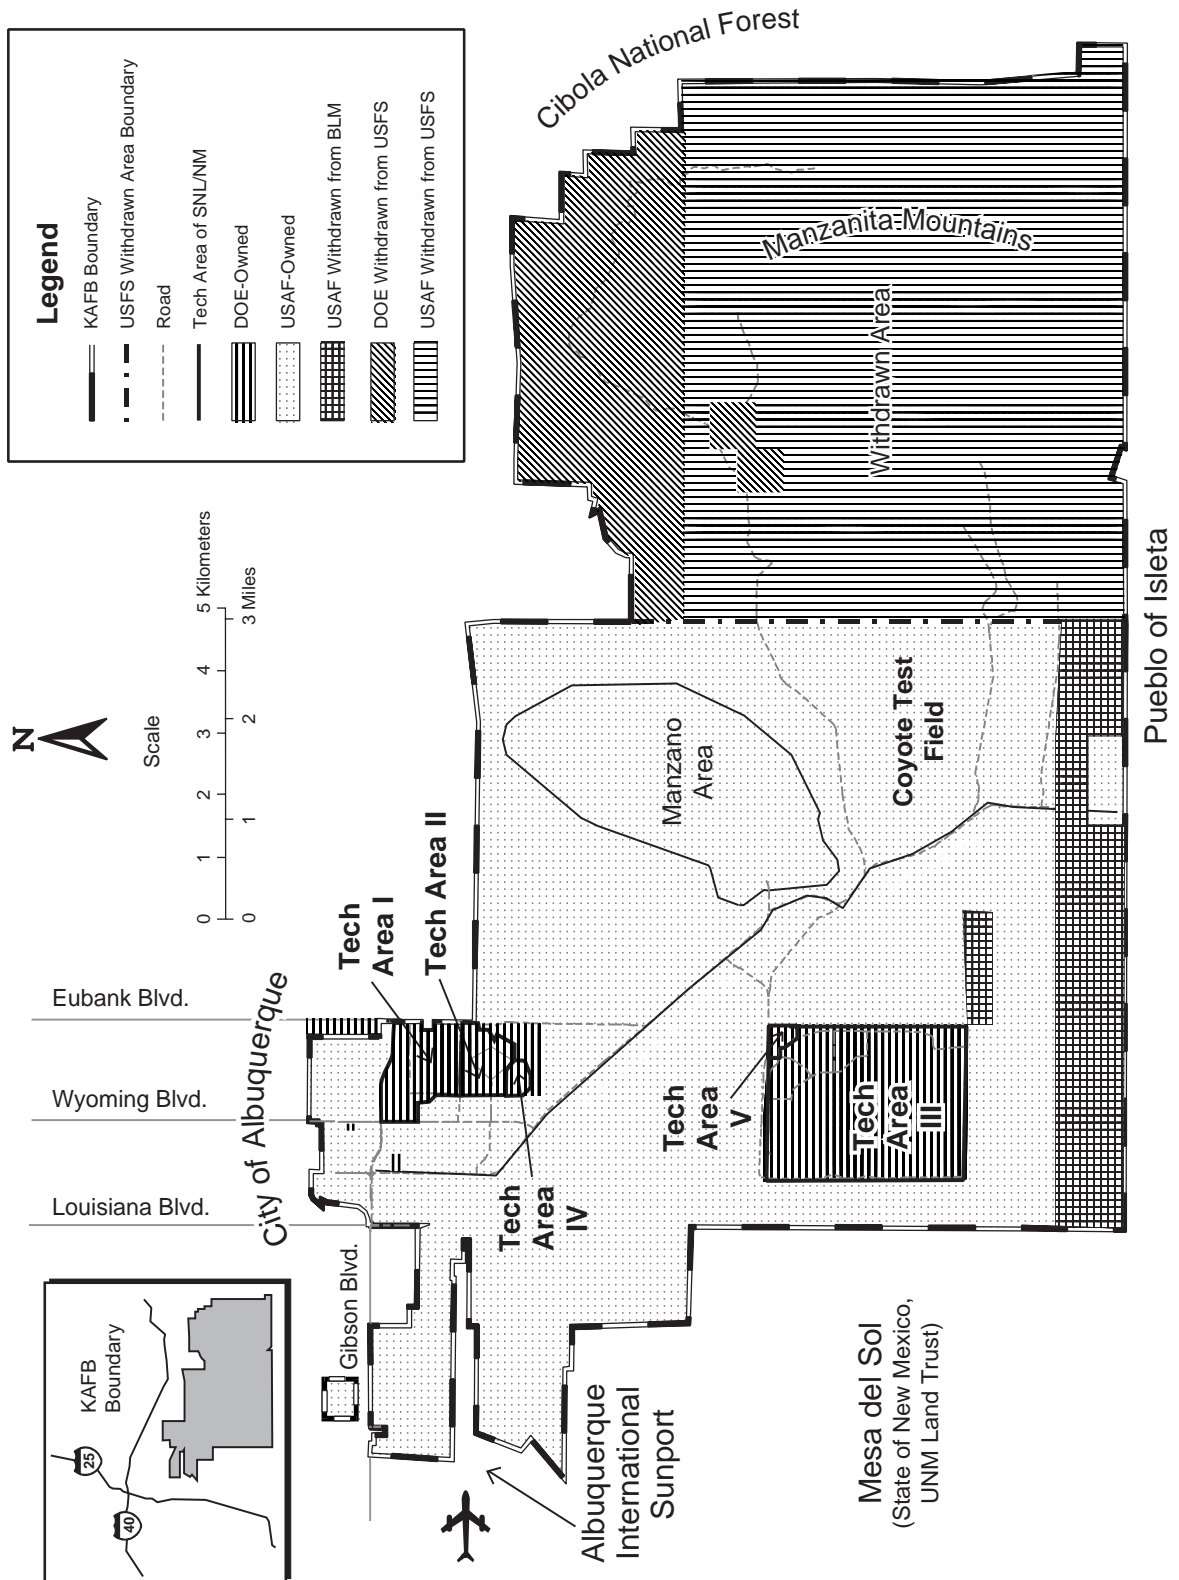 Legend
KAFB Boundary
USFS Withdrawn Area Boundary
Road
Tech Area of SNL/NM
DOE-Owned
USAF-Owned
USAF Withdrawn from BLM
DOE Withdrawn from USFS
USAF Withdrawn from USFS
N
Scale
0 1 2 3 4 5 Kilometers
0 1 2 3 Miles
KAFB
Boundary
25
40
City of Albuquerque
Eubank Blvd.
Wyoming Blvd.
Louisiana Blvd.
Gibson Blvd.
Tech
Area I
Tech Area II
Tech
Area
IV
Tech
Area
V
Tech
Area
III
Manzano
Area
Coyote Test
Field
Cibola National Forest
Manzanita Mountains
Withdrawn Area
Pueblo of Isleta
Albuquerque
International
Sunport
Mesa del Sol
(State of New Mexico,
UNM Land Trust)